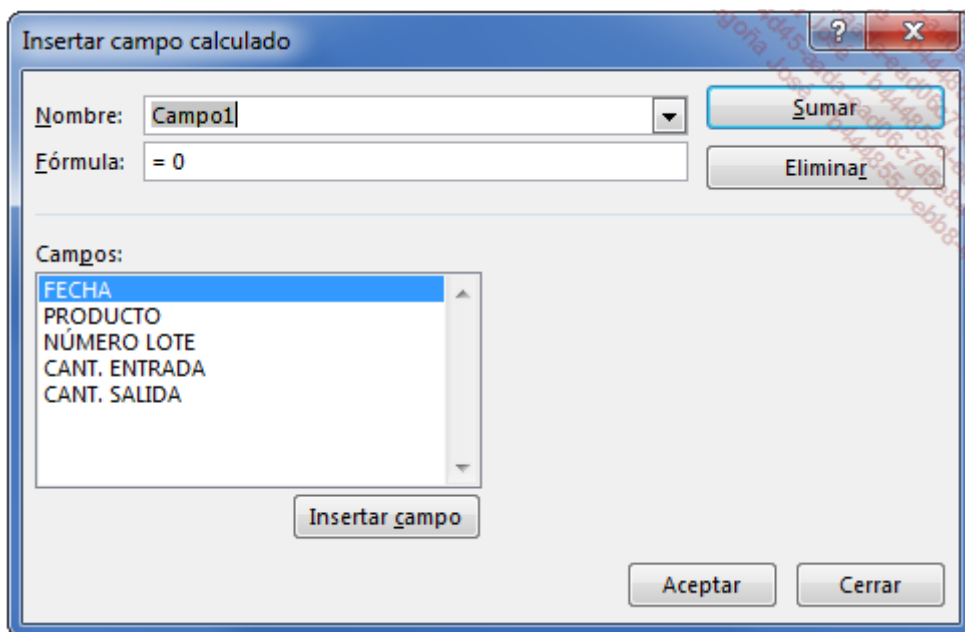 Insertar campo calculado
Nombre: Campo1 Sumar
Fórmula: = 0 Eliminar
Campos:
FECHA
PRODUCTO
NÚMERO LOTE
CANT. ENTRADA
CANT. SALIDA
Insertar campo
Aceptar Cerrar